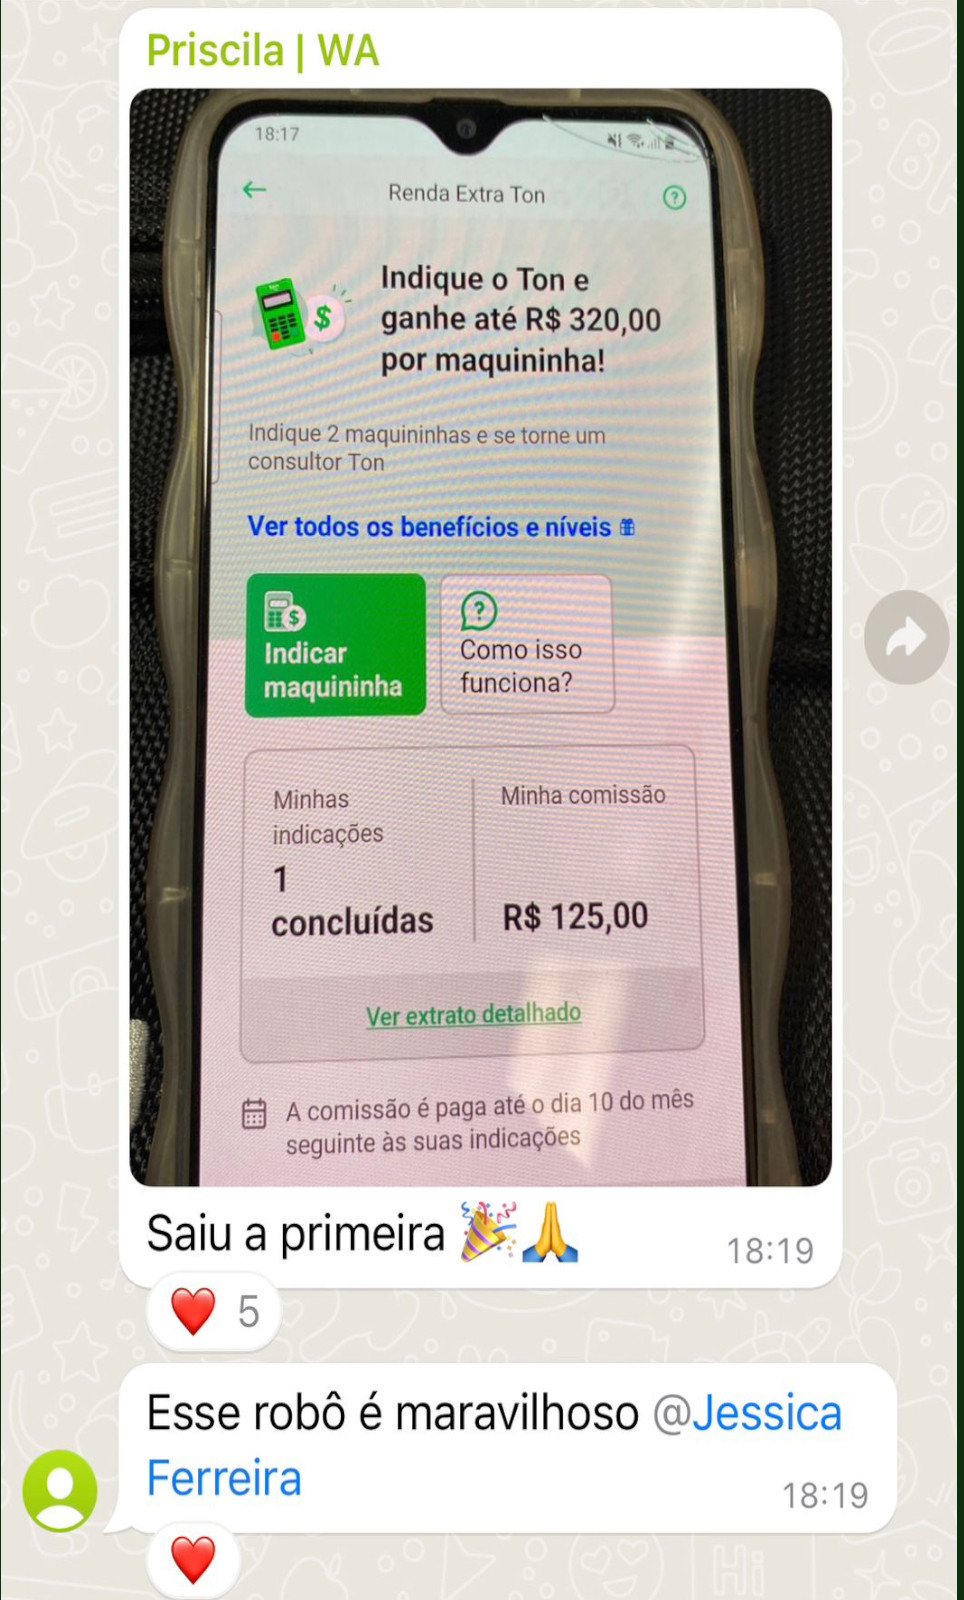 Priscila | WA
18:17
Renda Extra Ton
Indique o Ton e
ganhe até R$ 320,00
por maquininha!
Indique 2 maquininhas e se torne um
consultor Ton
Ver todos os benefícios e níveis
Indicar
maquininha
Como isso
funciona?
Minhas
indicações
1
concluídas
Minha comissão
R$ 125,00
Ver extrato detalhado
A comissão é paga até o dia 10 do mês
seguinte às suas indicações
Saiu a primeira 🎉🙏
18:19
❤️ 5
Esse robô é maravilhoso @Jessica
Ferreira
18:19
❤️